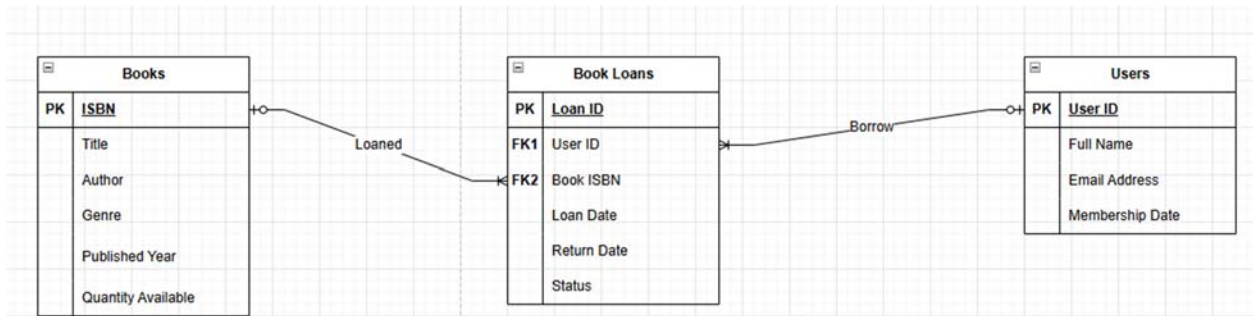 Books
PK ISBN
Title
Author
Genre
Published Year
Quantity Available
Loaned
Book Loans
PK Loan ID
FK1 User ID
FK2 Book ISBN
Loan Date
Return Date
Status
Borrow
Users
PK User ID
Full Name
Email Address
Membership Date